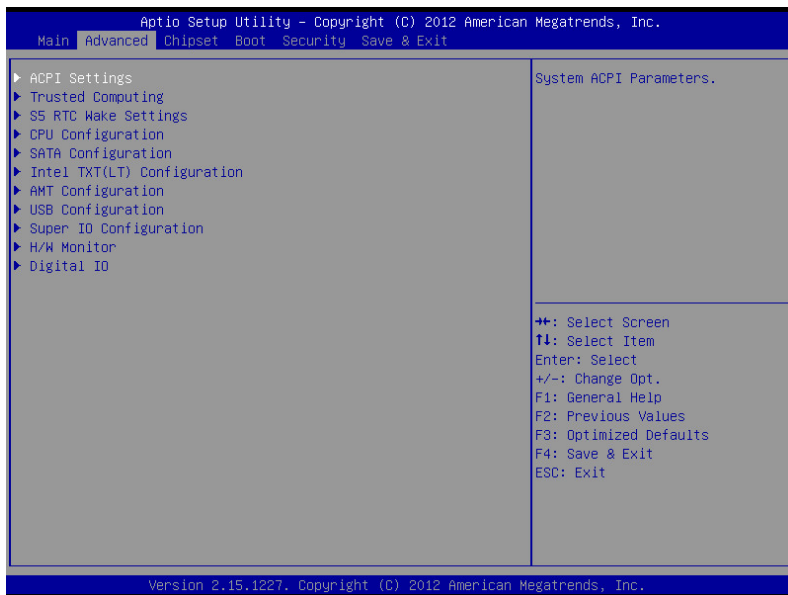 Aptio Setup Utility – Copyright (C) 2012 American Megatrends, Inc.
Main Advanced Chipset Boot Security Save & Exit
ACPI Settings
Trusted Computing
S5 RTC Wake Settings
CPU Configuration
SATA Configuration
Intel TXT(LT) Configuration
AMT Configuration
USB Configuration
Super IO Configuration
H/W Monitor
Digital IO
System ACPI Parameters.
→←: Select Screen
↑↓: Select Item
Enter: Select
+/-: Change Opt.
F1: General Help
F2: Previous Values
F3: Optimized Defaults
F4: Save & Exit
ESC: Exit
Version 2.15.1227. Copyright (C) 2012 American Megatrends, Inc.